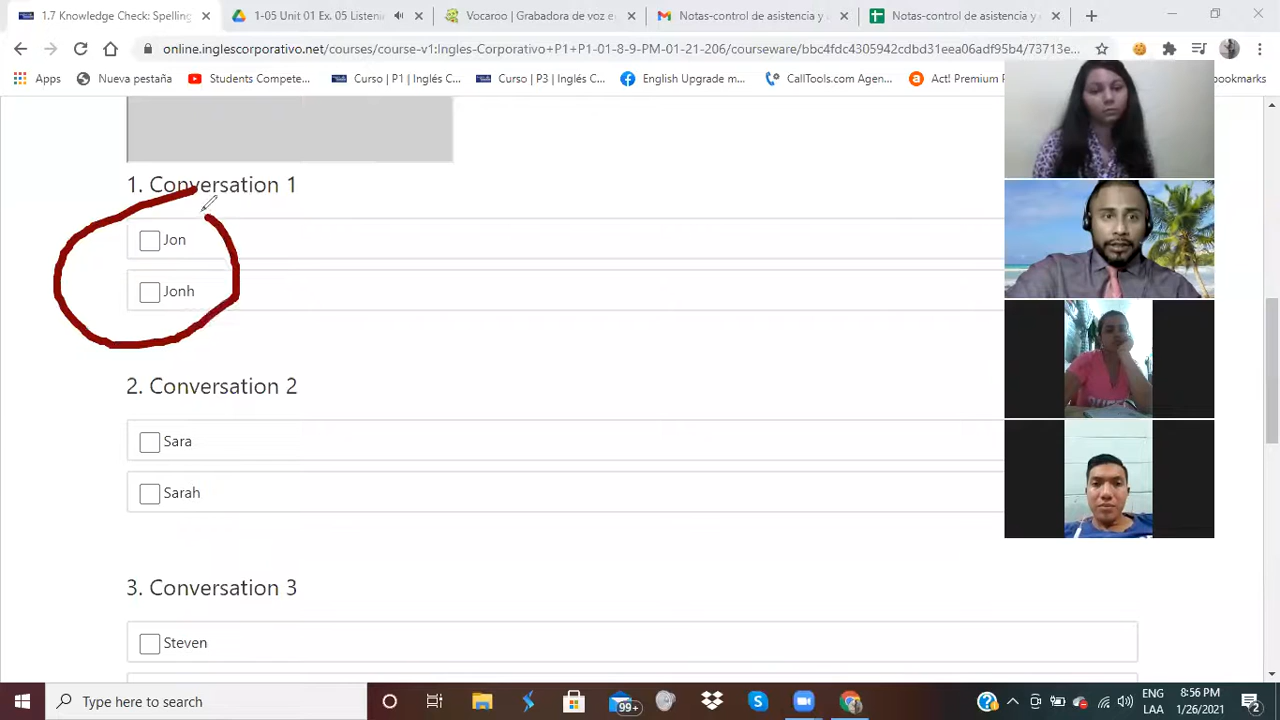 1.7 Knowledge Check: Spelling
1-05 Unit 01 Ex. 05 Listeni
Vocaroo | Grabadora de voz e
Notas-control de asistencia y
Notas-control de asistencia y
online.inglescorporativo.net/courses/course-v1:Ingles-Corporativo+P1+P1-01-8-9-PM-01-21-206/courseware/bbc4fdc4305942cdbd31eea06adf95b4/73713e...
Apps
Nueva pestaña
Students Compete...
Curso | P1 | Inglés C...
Curso | P3 | Inglés C...
English Upgrade m...
CallTools.com Agen...
Act! Premium
bookmarks
1. Conversation 1
Jon
Jonh
2. Conversation 2
Sara
Sarah
3. Conversation 3
Steven
Type here to search
99+
ENG
LAA
8:56 PM
1/26/2021
2